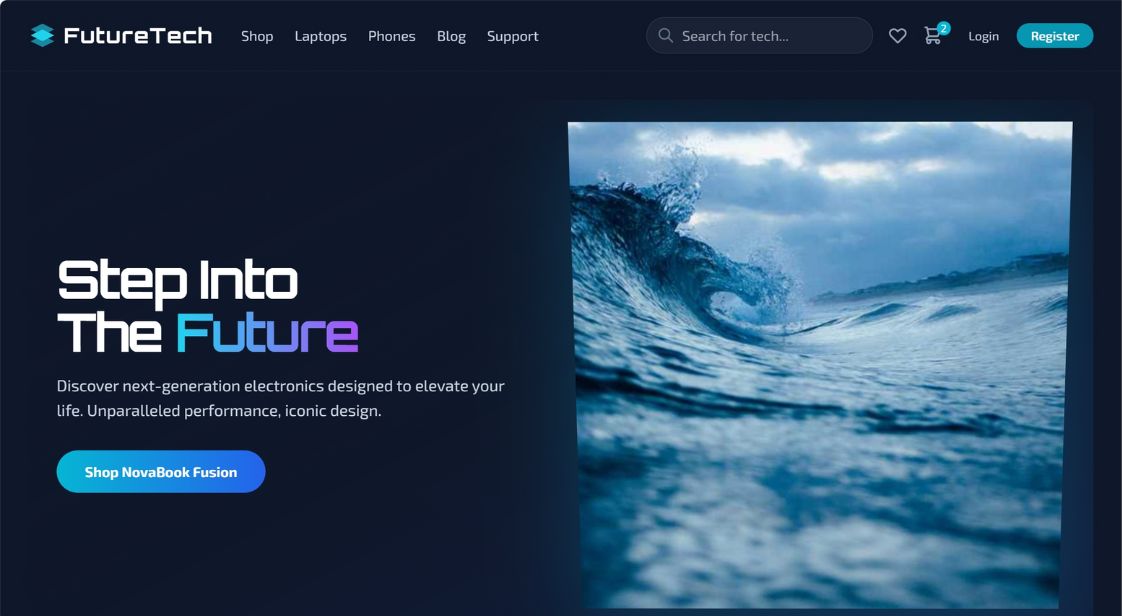 FutureTech
Shop Laptops Phones Blog Support
Search for tech...
2
Login
Register
Step Into
The Future
Discover next-generation electronics designed to elevate your
life. Unparalleled performance, iconic design.
Shop NovaBook Fusion